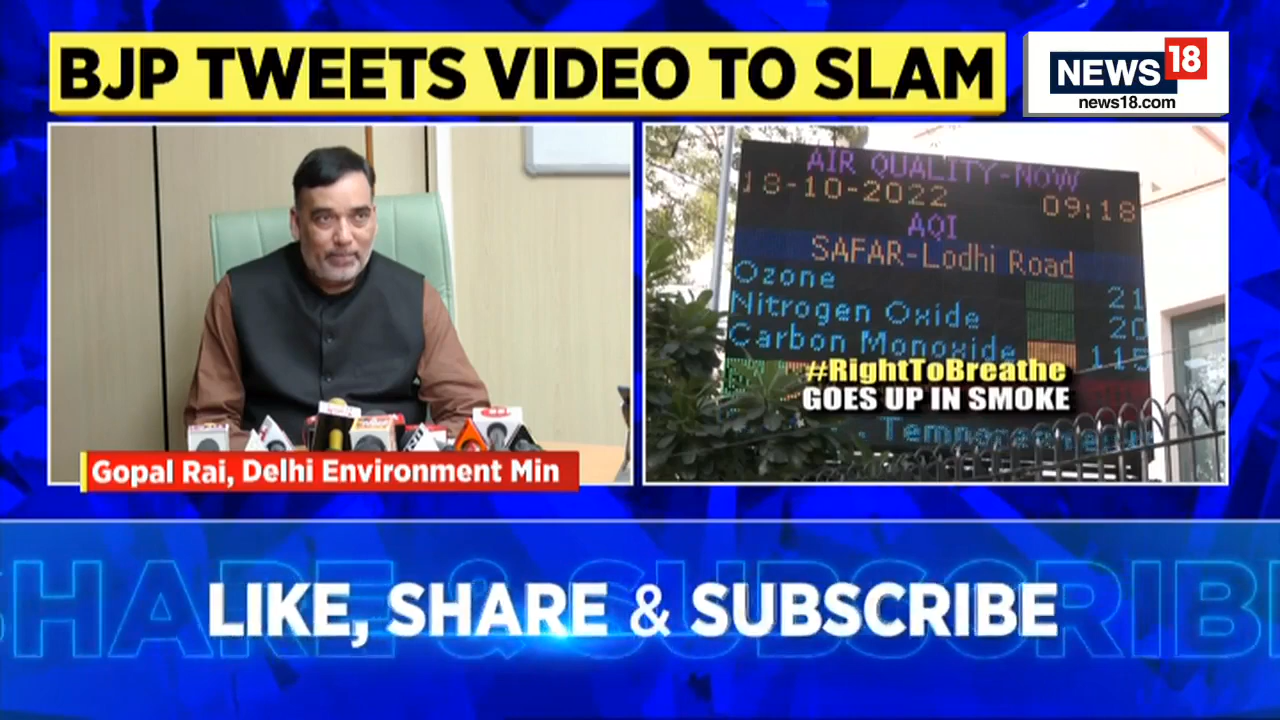 BJP TWEETS VIDEO TO SLAM
NEWS 18
news18.com
AIR QUALITY-NOW
18-10-2022 09:18
AQI
SAFAR-Lodhi Road
Ozone 21
Nitrogen Oxide 20
Carbon Monoxide 115
#RightToBreathe
GOES UP IN SMOKE
Gopal Rai, Delhi Environment Min
SHARE & SUBSCRIBE
LIKE, SHARE & SUBSCRIBE